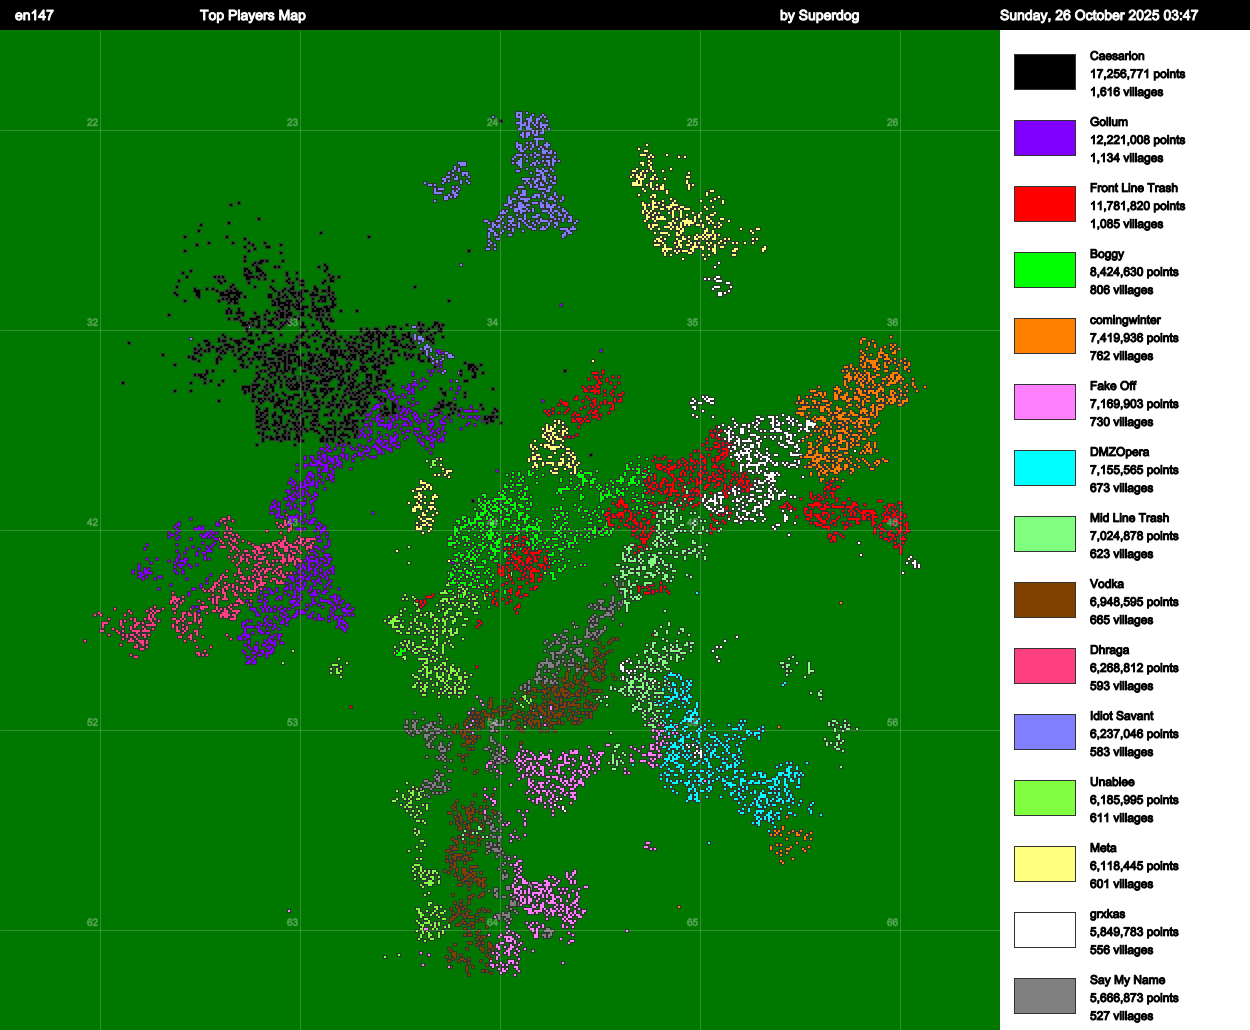 en147 Top Players Map by Superdog Sunday, 26 October 2025 03:47
Caesarion
17,256,771 points
1,616 villages
22 23 24 25 26
Gollum
12,221,008 points
1,134 villages
Front Line Trash
11,781,820 points
1,085 villages
Boggy
8,424,630 points
806 villages
32 33 34 35 36
comingwinter
7,419,936 points
762 villages
Fake Off
7,169,903 points
730 villages
DMZOpera
7,155,565 points
673 villages
42 43 45 46
Mid Line Trash
7,024,878 points
623 villages
Vodka
6,948,595 points
665 villages
Dhraga
6,268,812 points
593 villages
52 53 54 56
Idiot Savant
6,237,046 points
583 villages
Unablee
6,185,995 points
611 villages
Meta
6,118,445 points
601 villages
62 63 64 65 66
grxkas
5,849,783 points
556 villages
Say My Name
5,666,873 points
527 villages